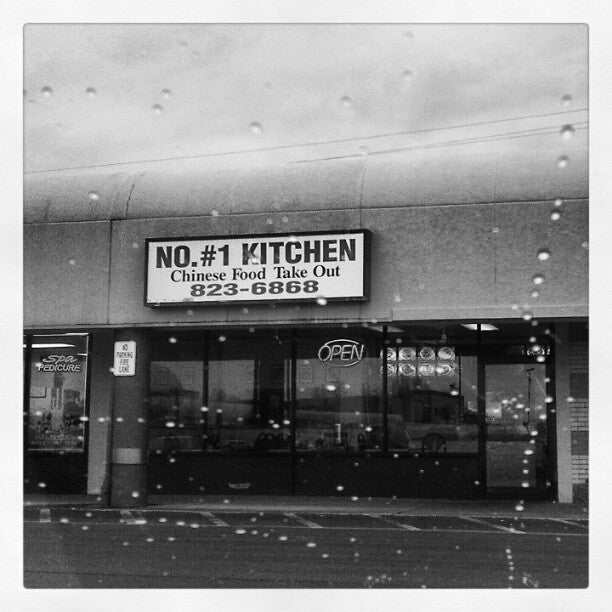 NO.#1 KITCHEN
Chinese Food Take Out
823-6868
OPEN
Spa
PEDICURE
NO
PARKING
FIRE
LANE